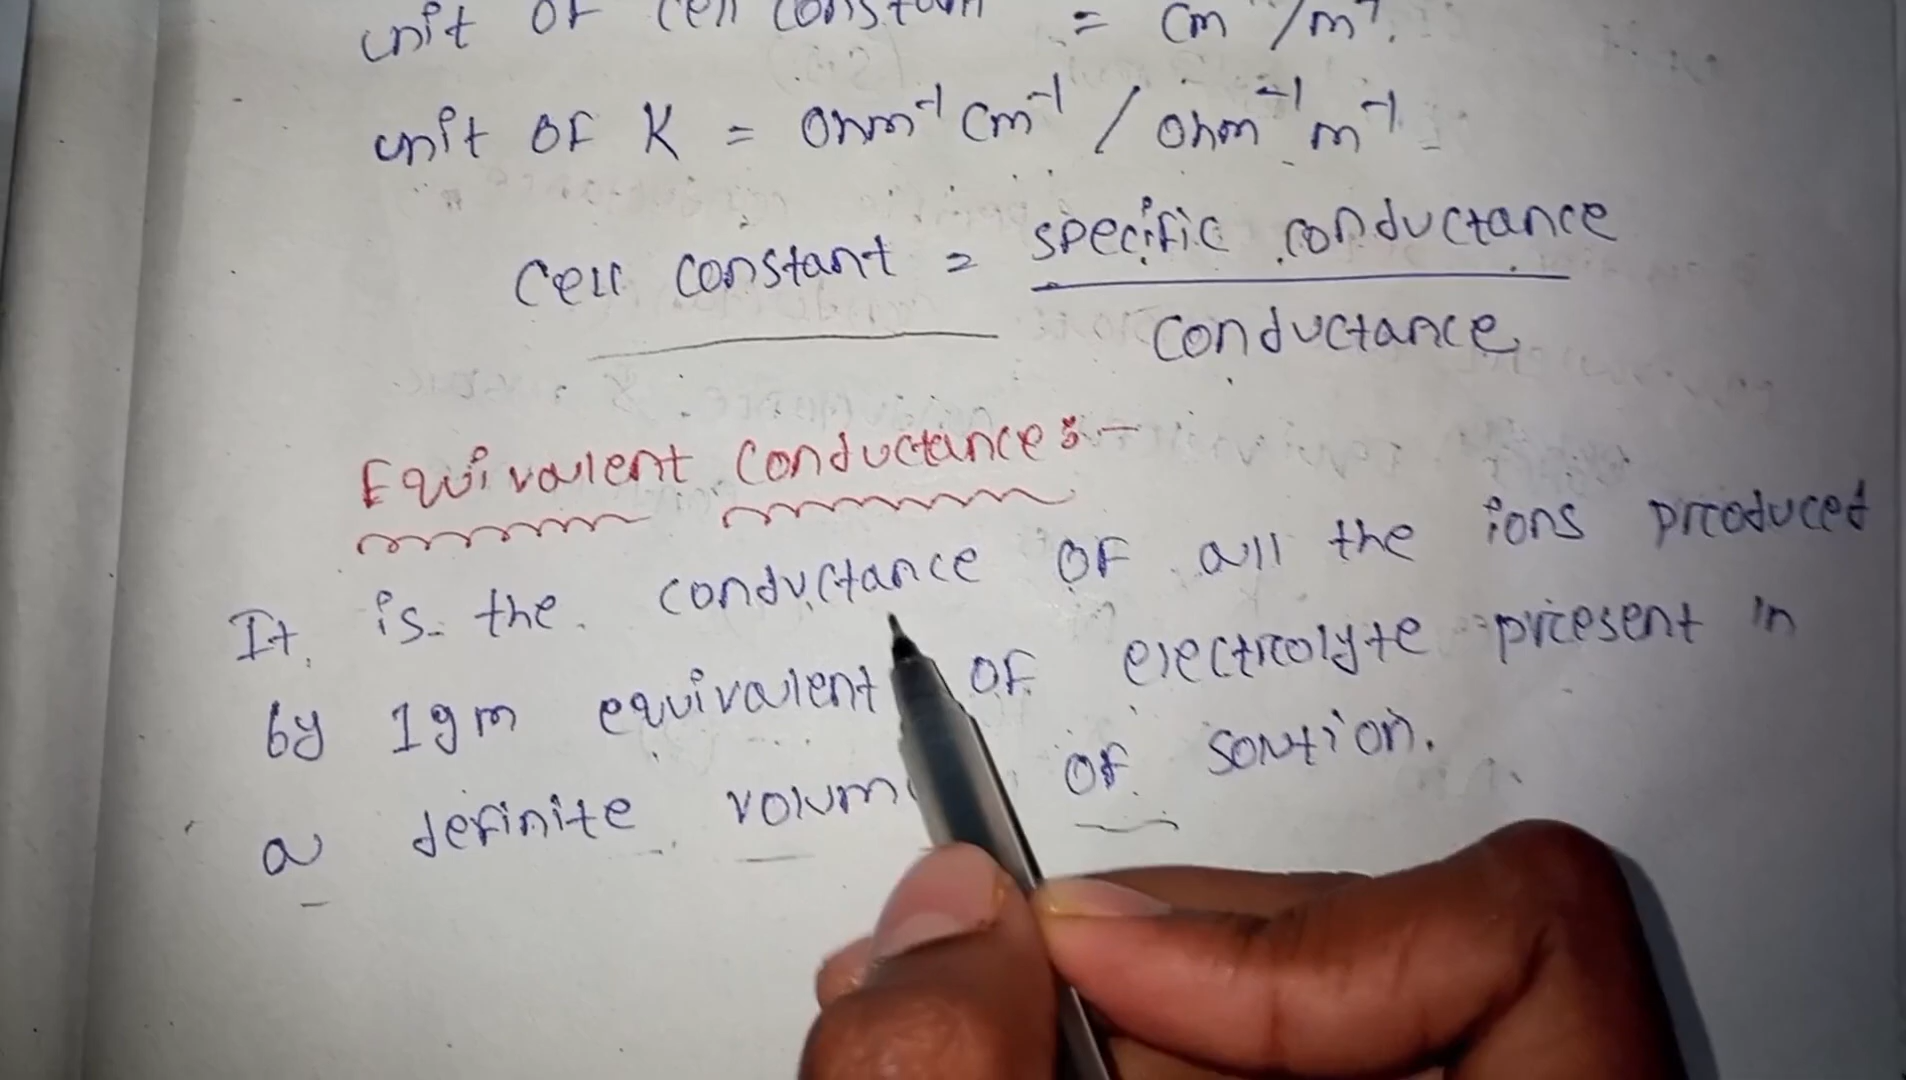 unit of cell constant = cm⁻¹/m⁻¹.
unit of K = ohm⁻¹ cm⁻¹ / ohm⁻¹ m⁻¹
cell constant = specific conductance
conductance
Equivalent conductance:-
It is the conductance of all the ions produced
by 1gm equivalent of electrolyte present in
a definite volum of solution.